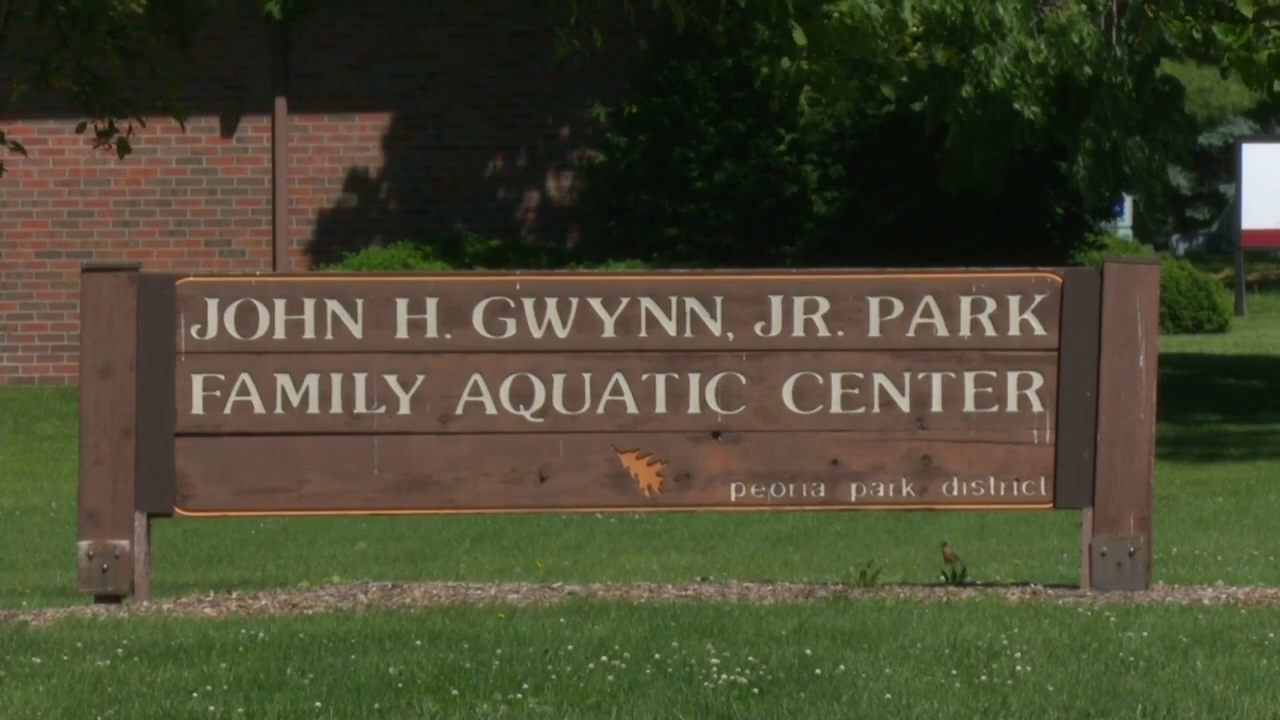 JOHN H. GWYNN, JR. PARK
FAMILY AQUATIC CENTER
peoria park district